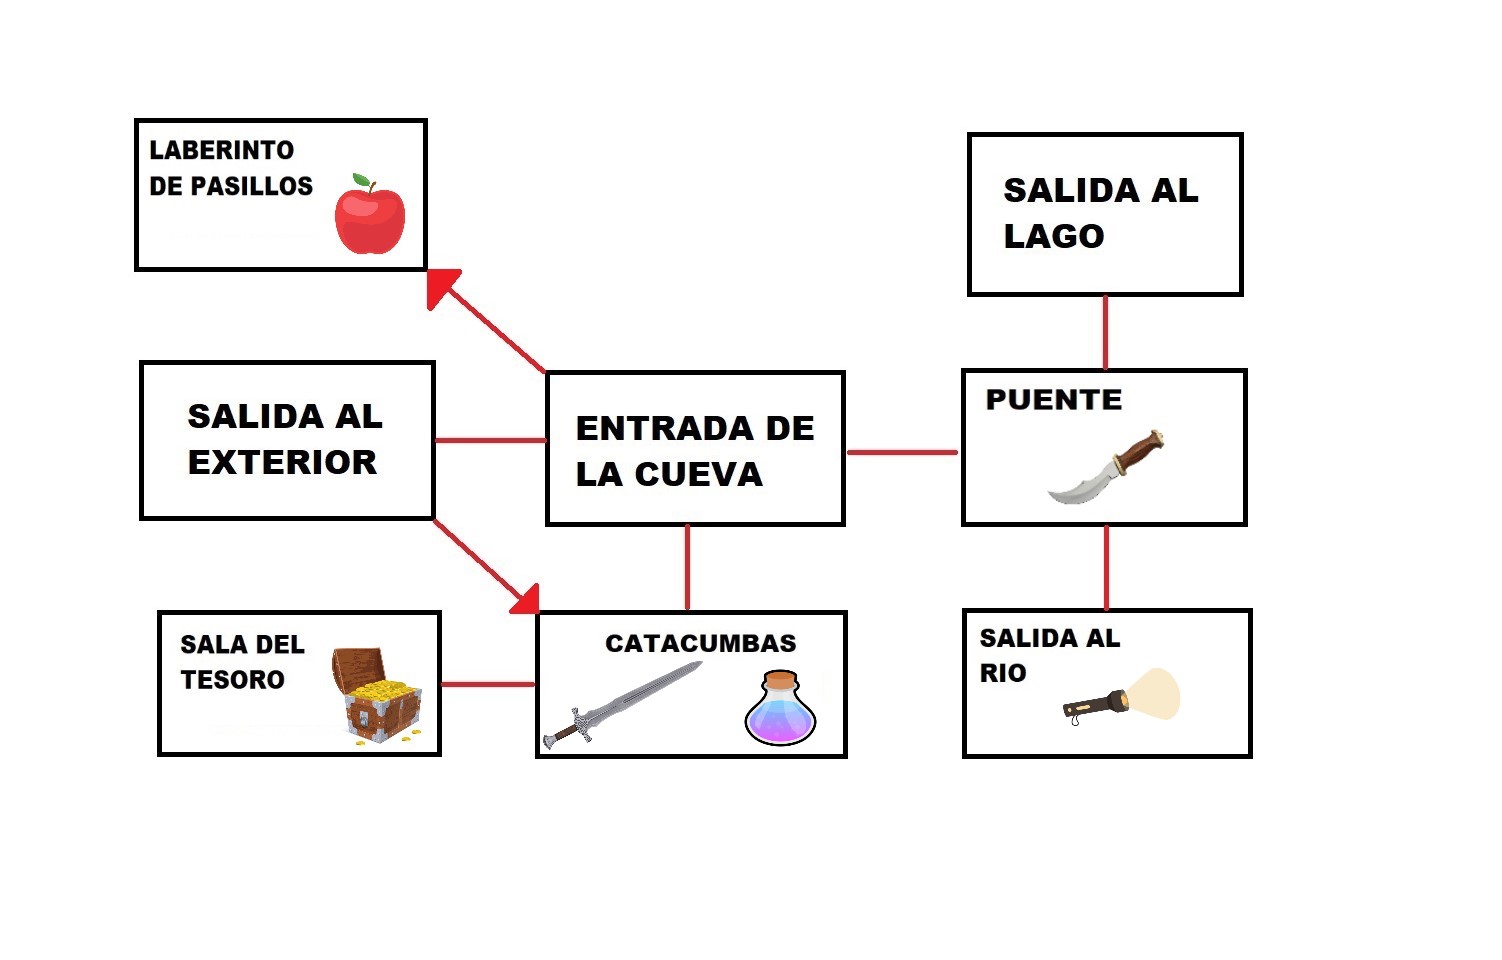 LABERINTO
DE PASILLOS
SALIDA AL
LAGO
SALIDA AL
EXTERIOR
ENTRADA DE
LA CUEVA
PUENTE
SALA DEL
TESORO
CATACUMBAS
SALIDA AL
RIO